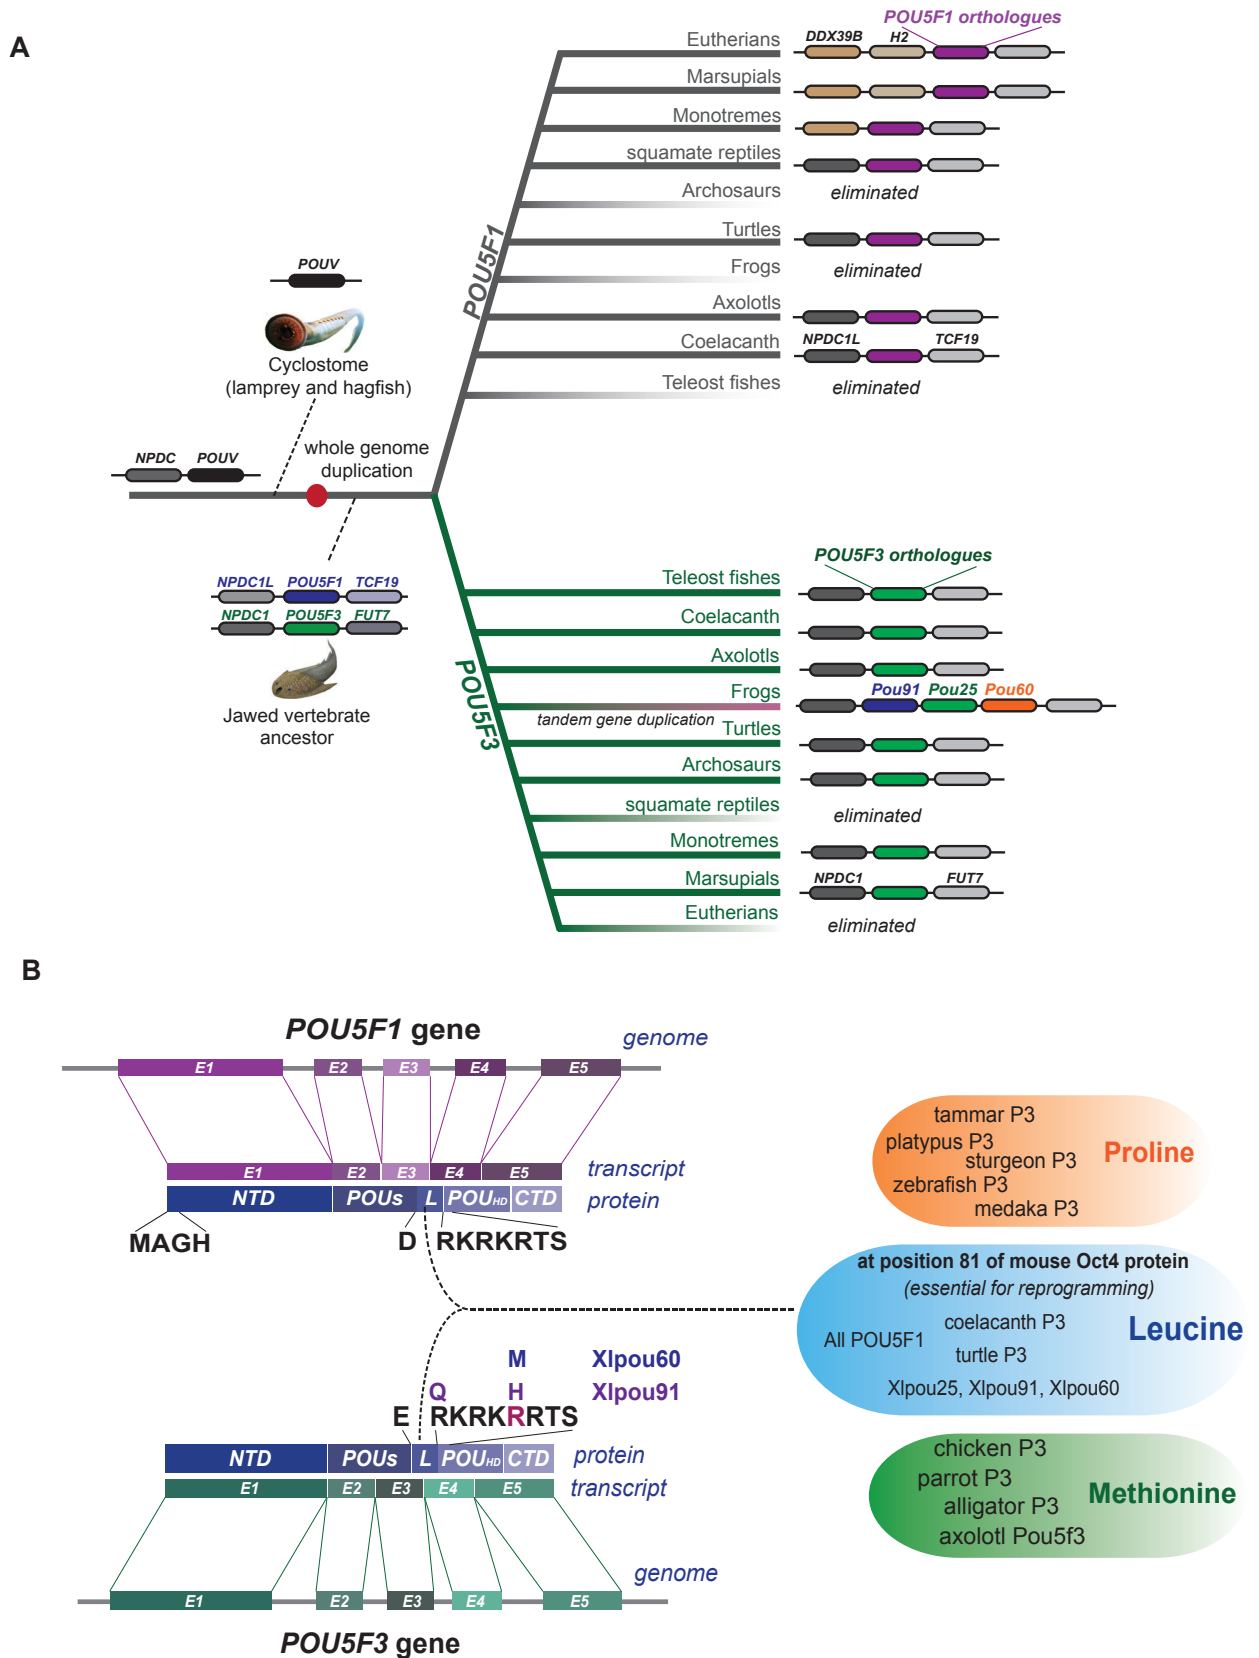 A
POU5F1 orthologues
Eutherians
DDX39B H2
Marsupials
Monotremes
squamate reptiles
Archosaurs
eliminated
Turtles
Frogs
eliminated
Axolotls
Coelacanth
NPDC1L TCF19
Teleost fishes
eliminated
POU5F1
POUV
Cyclostome
(lamprey and hagfish)
whole genome
duplication
NPDC POUV
NPDC1L POU5F1 TCF19
NPDC1 POU5F3 FUT7
Jawed vertebrate
ancestor
POU5F3
POU5F3 orthologues
Teleost fishes
Coelacanth
Axolotls
Frogs
Pou91 Pou25 Pou60
tandem gene duplication
Turtles
Archosaurs
squamate reptiles
eliminated
Monotremes
Marsupials
NPDC1 FUT7
Eutherians
eliminated
B
POU5F1 gene
genome
E1 E2 E3 E4 E5
E1 E2 E3 E4 E5 transcript
NTD POUs L POUHD CTD protein
MAGH D RKRKRTS
tammar P3
platypus P3
sturgeon P3
zebrafish P3
medaka P3
Proline
at position 81 of mouse Oct4 protein
(essential for reprogramming)
All POU5F1
coelacanth P3
turtle P3
Xlpou25, Xlpou91, Xlpou60
Leucine
chicken P3
parrot P3
alligator P3
axolotl Pou5f3
Methionine
M Xlpou60
Q H Xlpou91
E RKRKRRTS
NTD POUs L POUHD CTD protein
E1 E2 E3 E4 E5 transcript
genome
E1 E2 E3 E4 E5
POU5F3 gene